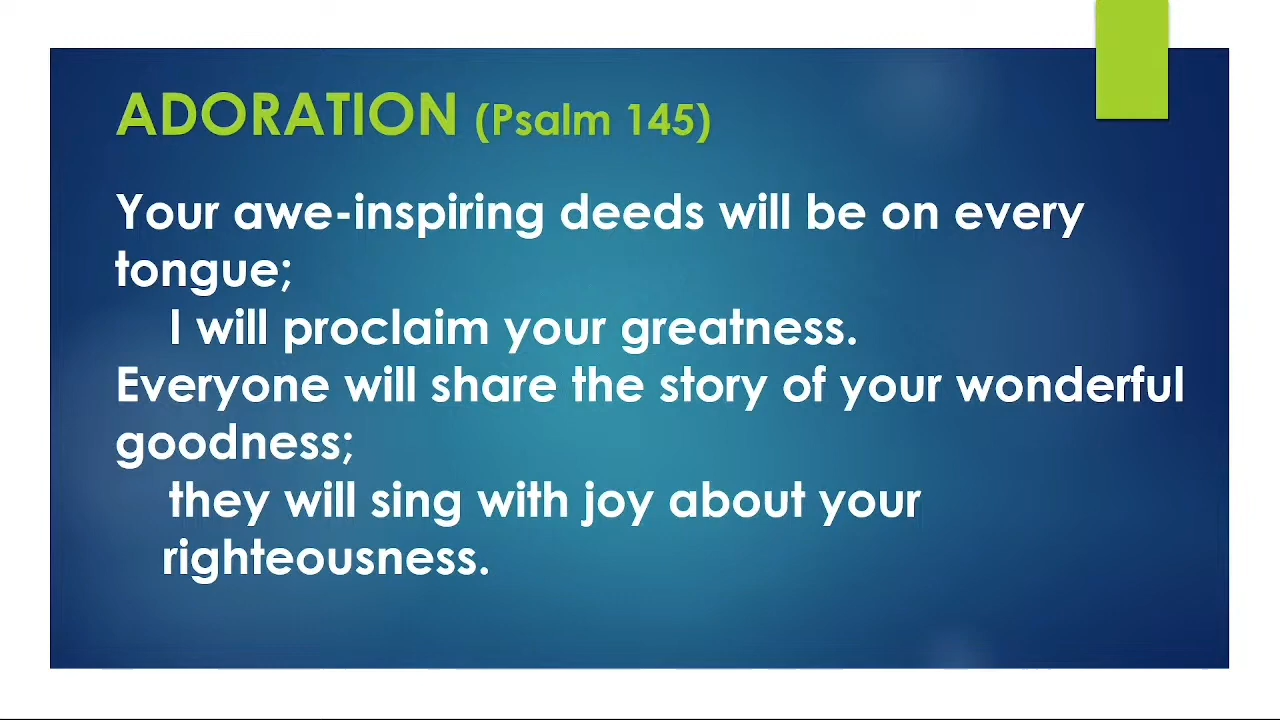 ADORATION (Psalm 145)
Your awe-inspiring deeds will be on every
tongue;
I will proclaim your greatness.
Everyone will share the story of your wonderful
goodness;
they will sing with joy about your
righteousness.